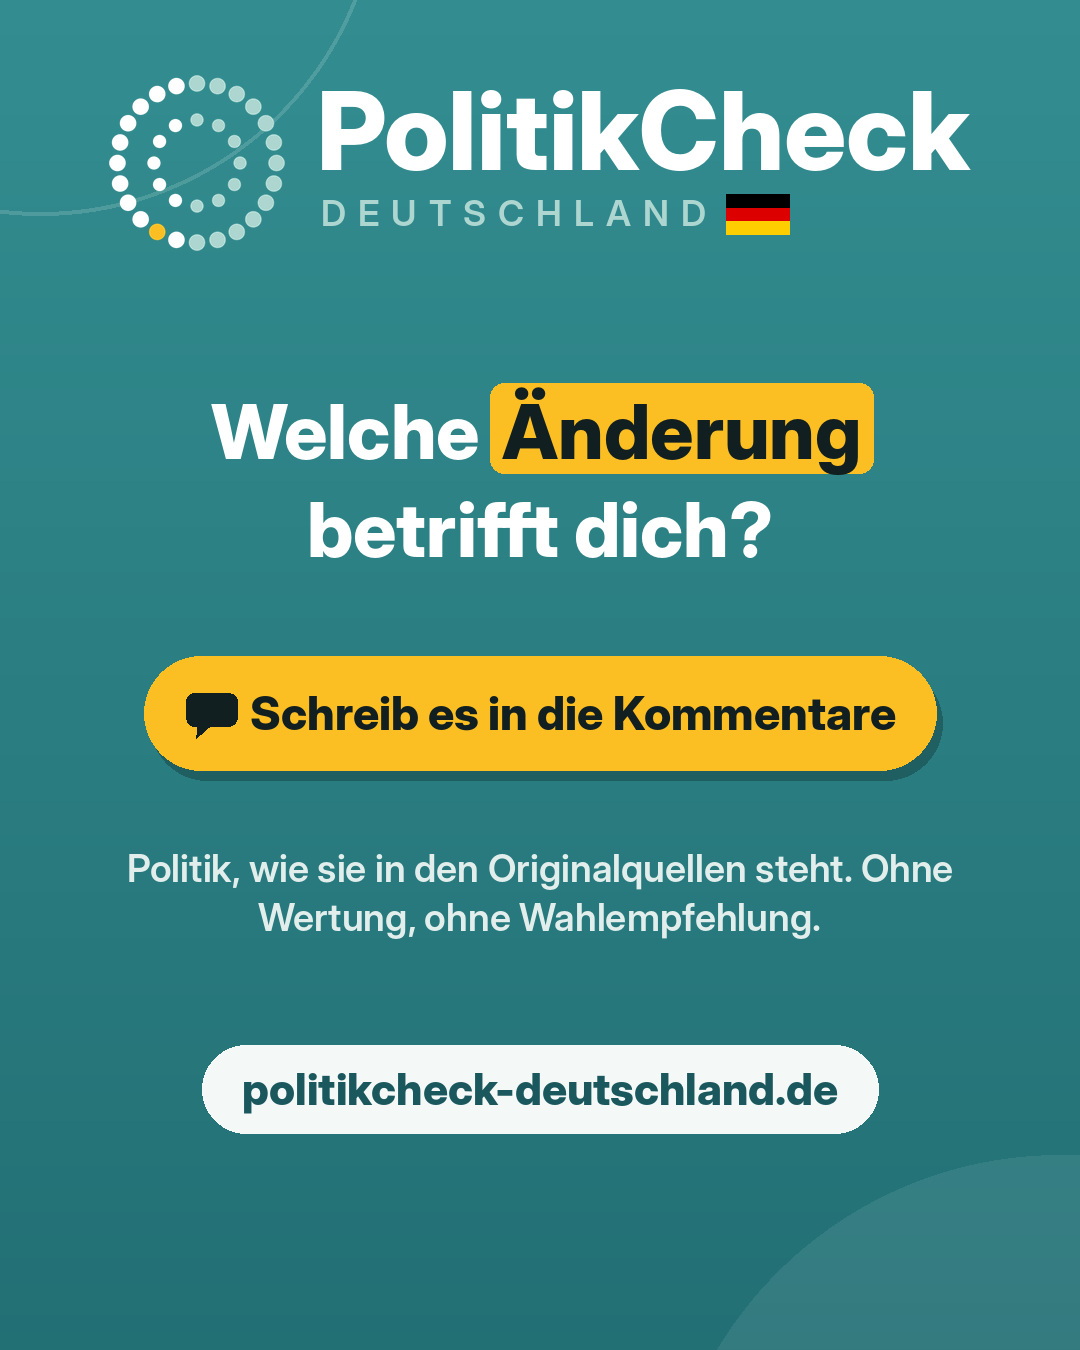 PolitikCheck
DEUTSCHLAND
Welche Änderung
betrifft dich?
Schreib es in die Kommentare
Politik, wie sie in den Originalquellen steht. Ohne
Wertung, ohne Wahlempfehlung.
politikcheck-deutschland.de